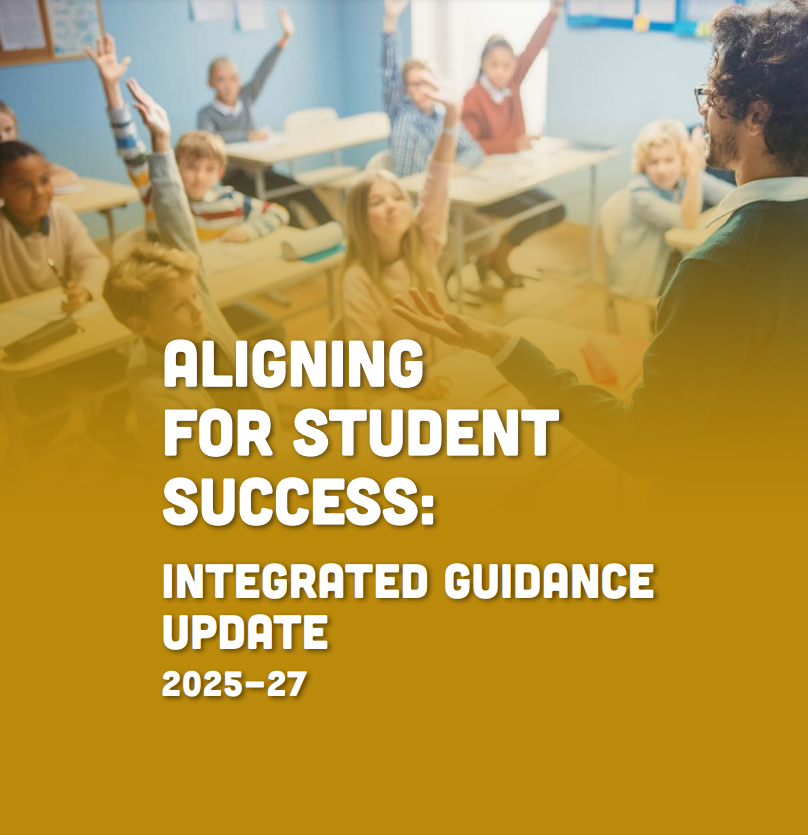 ALIGNING
FOR STUDENT
SUCCESS:
INTEGRATED GUIDANCE
UPDATE
2025–27